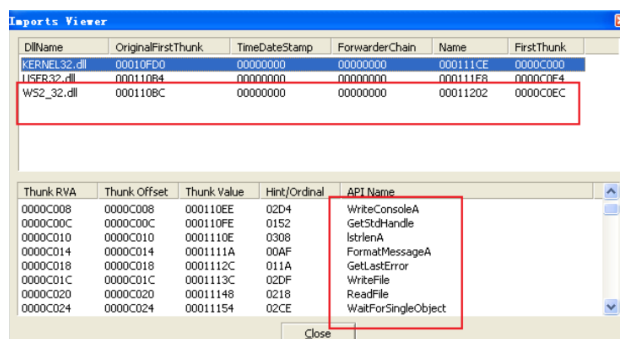 Imports Viewer
DllName OriginalFirstThunk TimeDateStamp ForwarderChain Name FirstThunk
KERNEL32.dll 00010FD0 00000000 00000000 000111CE 0000C000
USER32.dll 000110B4 00000000 00000000 000111F8 0000C0E4
WS2_32.dll 000110BC 00000000 00000000 00011202 0000C0EC
Thunk RVA Thunk Offset Thunk Value Hint/Ordinal API Name
0000C008 0000C008 000110EE 02D4 WriteConsoleA
0000C00C 0000C00C 000110FE 0152 GetStdHandle
0000C010 0000C010 0001110E 0308 lstrlenA
0000C014 0000C014 0001111A 00AF FormatMessageA
0000C018 0000C018 0001112C 011A GetLastError
0000C01C 0000C01C 0001113C 02DF WriteFile
0000C020 0000C020 00011148 0218 ReadFile
0000C024 0000C024 00011154 02CE WaitForSingleObject
Close